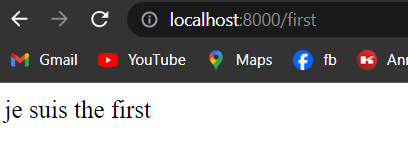 localhost:8000/first
Gmail YouTube Maps fb
je suis the first